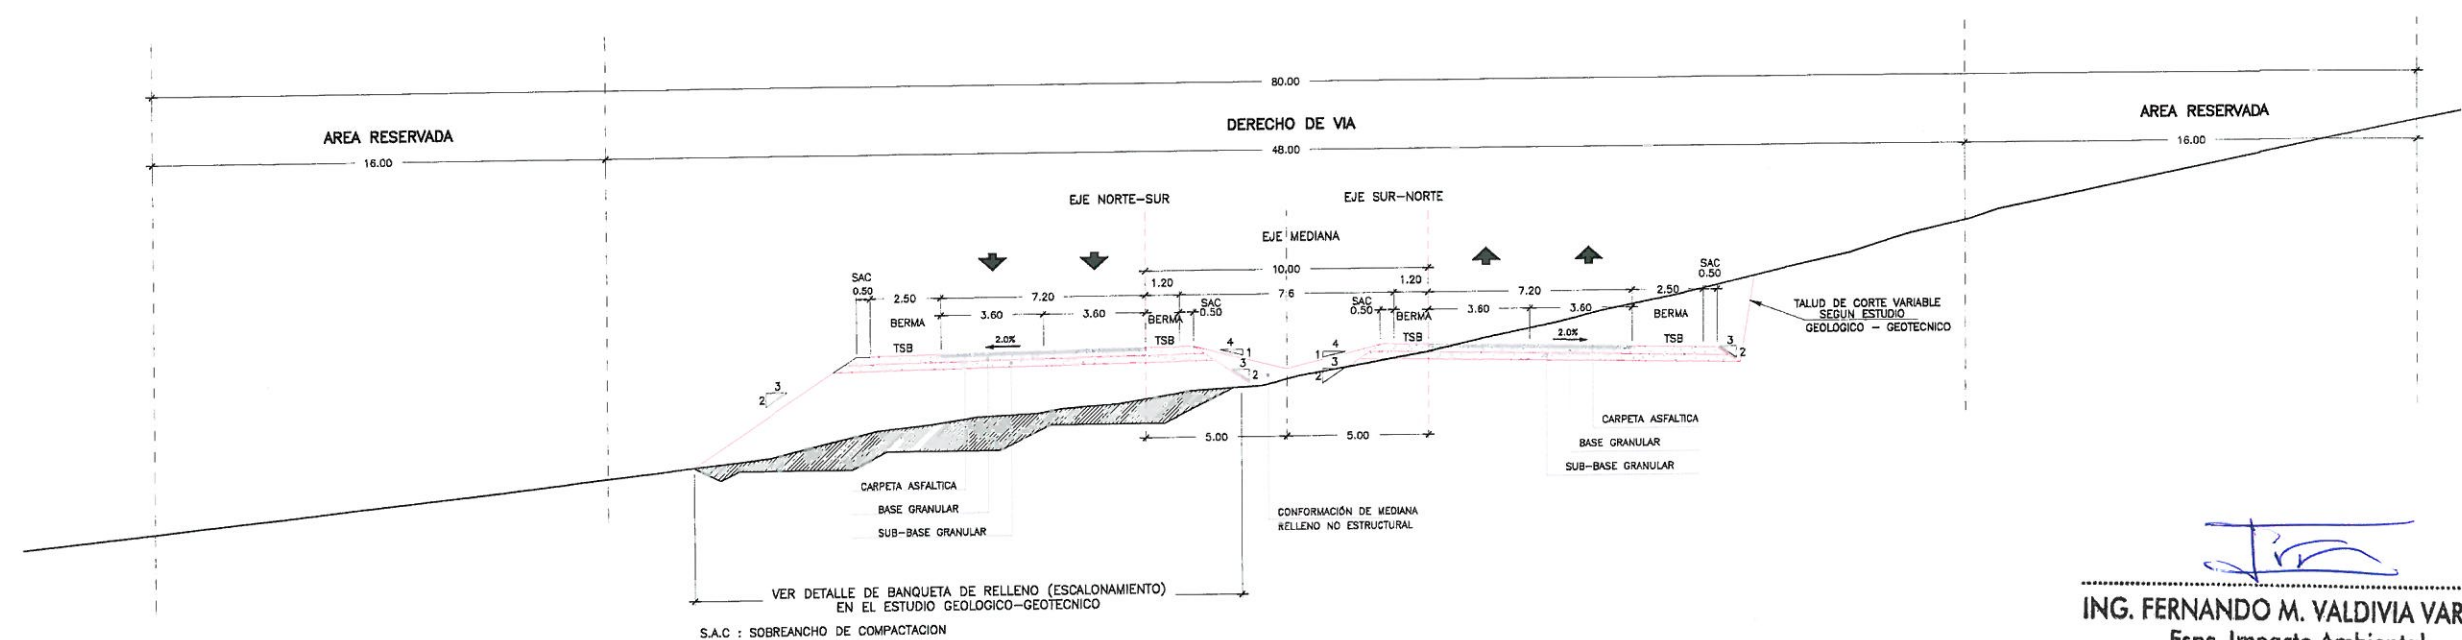 80.00
AREA RESERVADA
DERECHO DE VIA
AREA RESERVADA
16.00
48.00
16.00
EJE NORTE-SUR
EJE SUR-NORTE
EJE MEDIANA
10.00
SAC
0.50
2.50
7.20
1.20
7.6
1.20
7.20
2.50
SAC
0.50
BERMA
3.60
3.60
BERMA
SAC
0.50
SAC
0.50
BERMA
3.60
3.60
BERMA
TSB
2.0%
TSB
TSB
2.0%
TSB
TALUD DE CORTE VARIABLE
SEGUN ESTUDIO
GEOLOGICO - GEOTECNICO
4
1
3
2
4
1
3
2
3
2
3
2
5.00
5.00
CARPETA ASFALTICA
BASE GRANULAR
SUB-BASE GRANULAR
CARPETA ASFALTICA
BASE GRANULAR
SUB-BASE GRANULAR
CONFORMACIÓN DE MEDIANA
RELLENO NO ESTRUCTURAL
VER DETALLE DE BANQUETA DE RELLENO (ESCALONAMIENTO)
EN EL ESTUDIO GEOLOGICO-GEOTECNICO
S.A.C : SOBREANCHO DE COMPACTACION
ING. FERNANDO M. VALDIVIA VAR
Espc. Impacto Ambiental